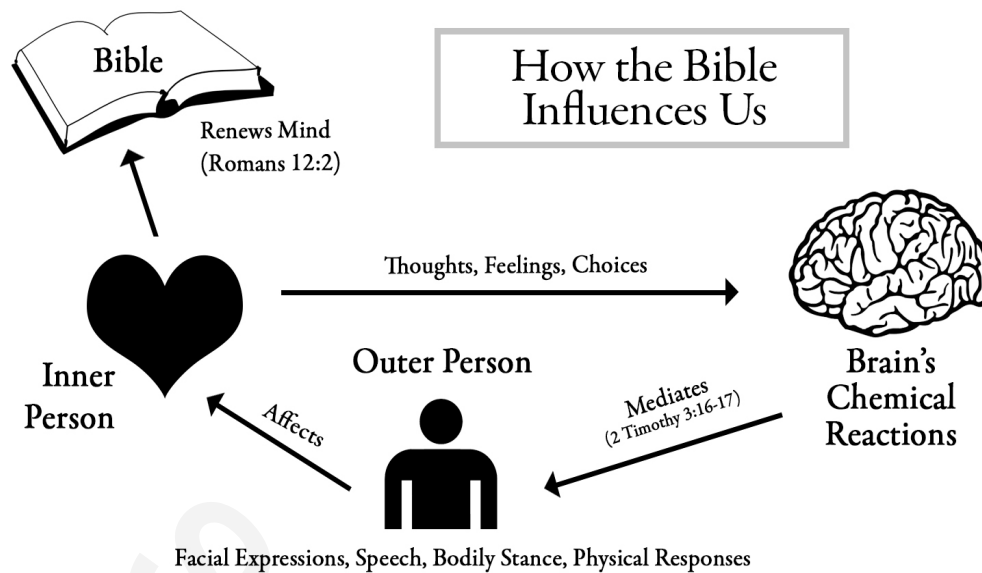 Bible
How the Bible
Influences Us
Renews Mind
(Romans 12:2)
Thoughts, Feelings, Choices
Inner
Person
Outer Person
Brain's
Chemical
Reactions
Mediates
(2 Timothy 3:16-17)
Affects
Facial Expressions, Speech, Bodily Stance, Physical Responses